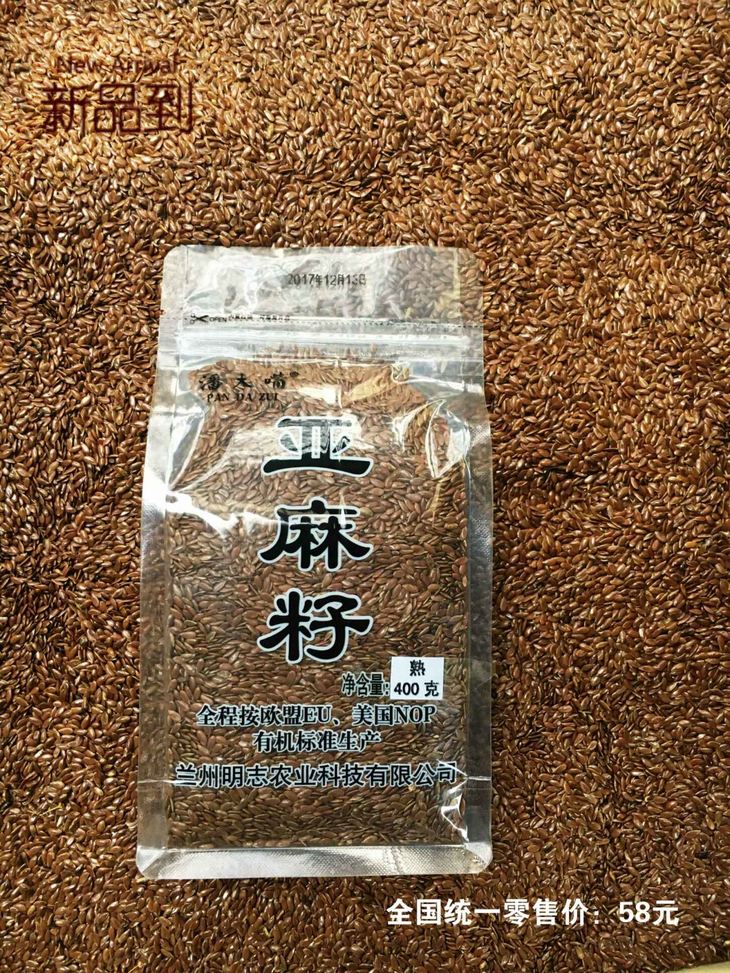 New Arrival
新品到
2017年12月13日
OPEN
潘大嘴®
PAN DA ZUI
亚
麻
籽
熟
净含量: 400 克
全程按欧盟EU、美国NOP
有机标准生产
兰州明志农业科技有限公司
全国统一零售价：58元